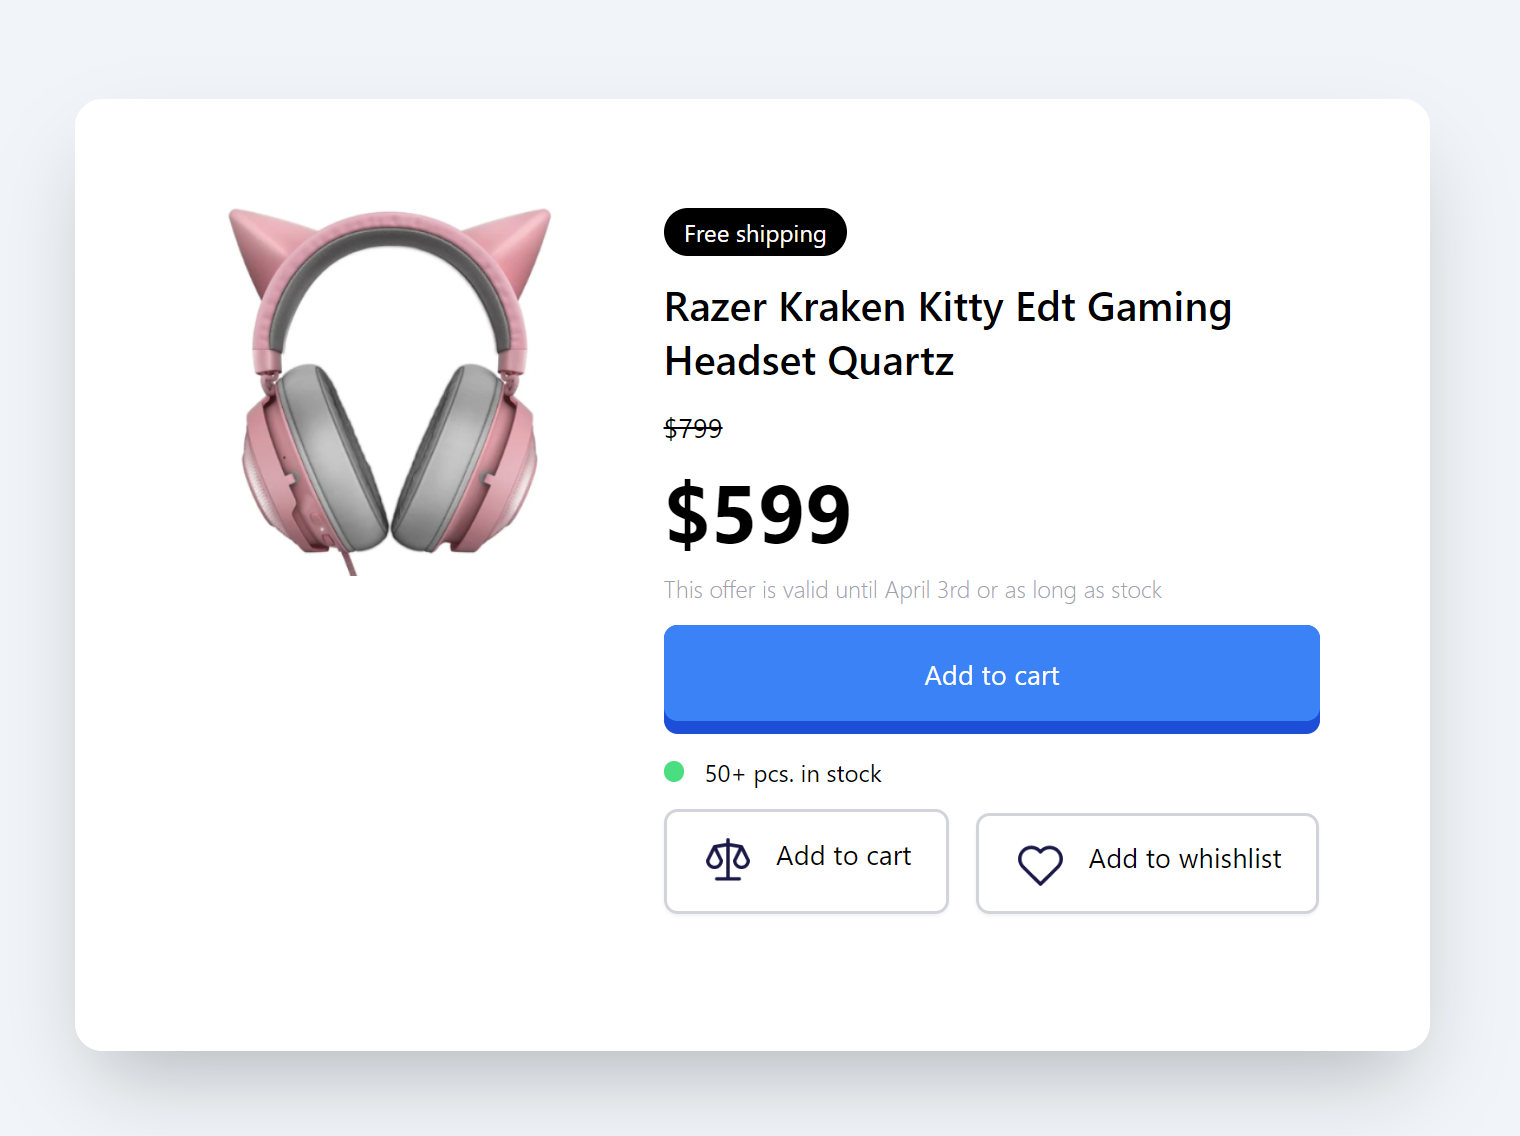 Free shipping
Razer Kraken Kitty Edt Gaming
Headset Quartz
$799
$599
This offer is valid until April 3rd or as long as stock
Add to cart
50+ pcs. in stock
Add to cart
Add to whishlist